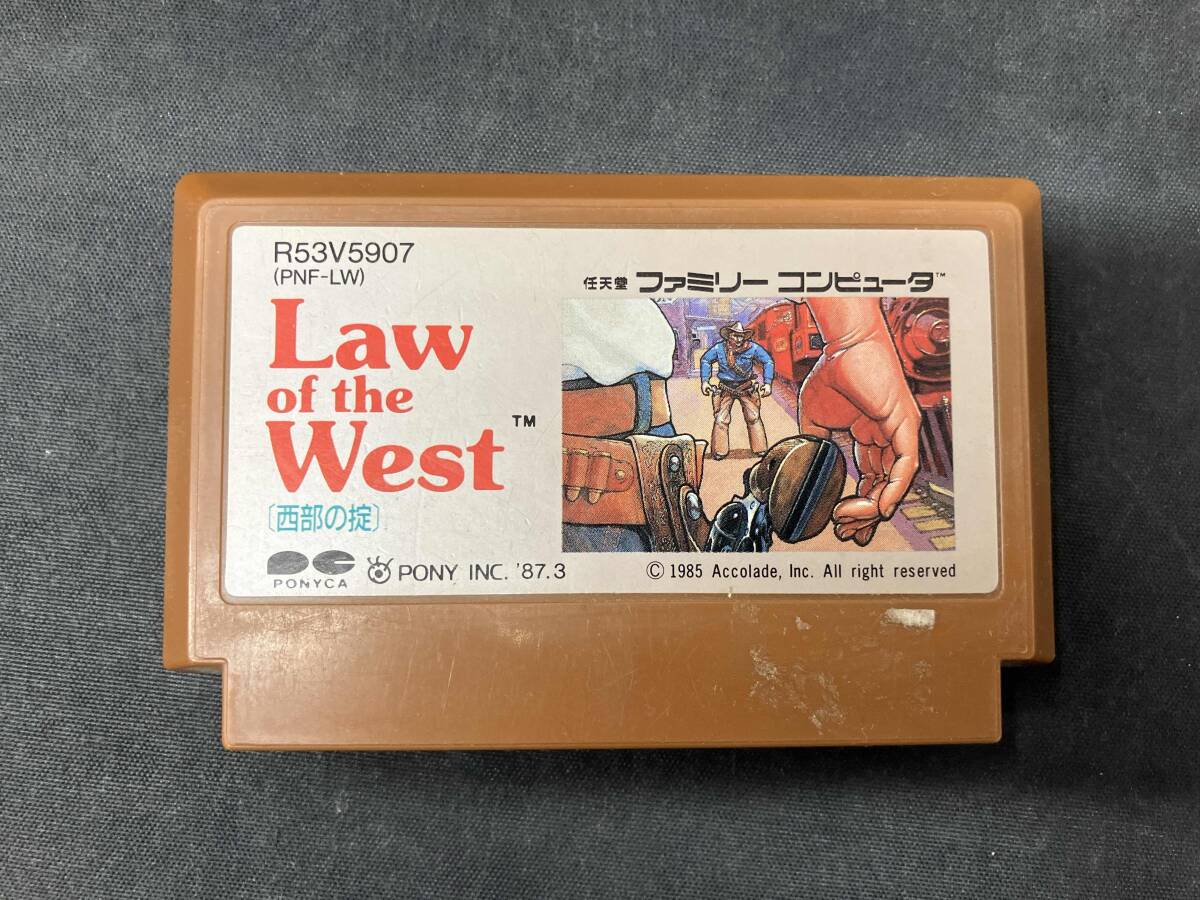 R53V5907
(PNF-LW)
Law
of the
West™
〔西部の掟〕
任天堂 ファミリー コンピュータ™
PONYCA
PONY INC. '87.3
© 1985 Accolade, Inc. All right reserved